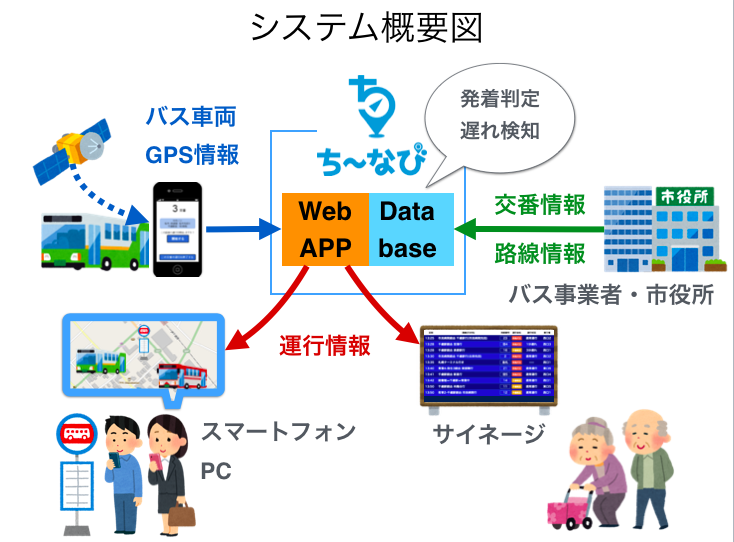 システム概要図
バス車両
GPS情報
ち〜なび
発着判定
遅れ検知
Web
APP
Data
base
交番情報
路線情報
市役所
バス事業者・市役所
運行情報
スマートフォン
PC
サイネージ